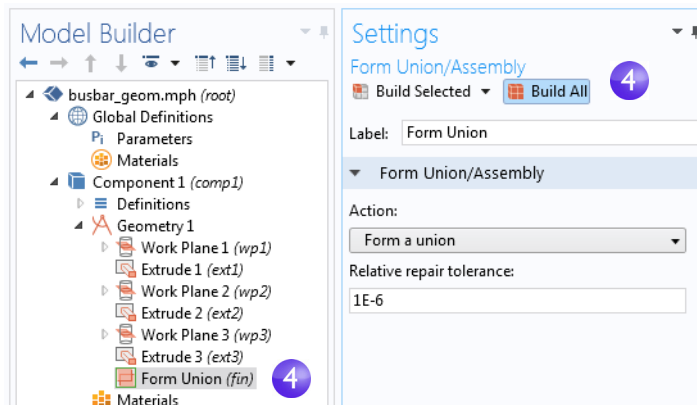 Model Builder
busbar_geom.mph (root)
Global Definitions
Pi Parameters
Materials
Component 1 (comp1)
Definitions
Geometry 1
Work Plane 1 (wp1)
Extrude 1 (ext1)
Work Plane 2 (wp2)
Extrude 2 (ext2)
Work Plane 3 (wp3)
Extrude 3 (ext3)
Form Union (fin)
4
Materials
Settings
Form Union/Assembly
Build Selected
Build All
4
Label: Form Union
Form Union/Assembly
Action:
Form a union
Relative repair tolerance:
1E-6